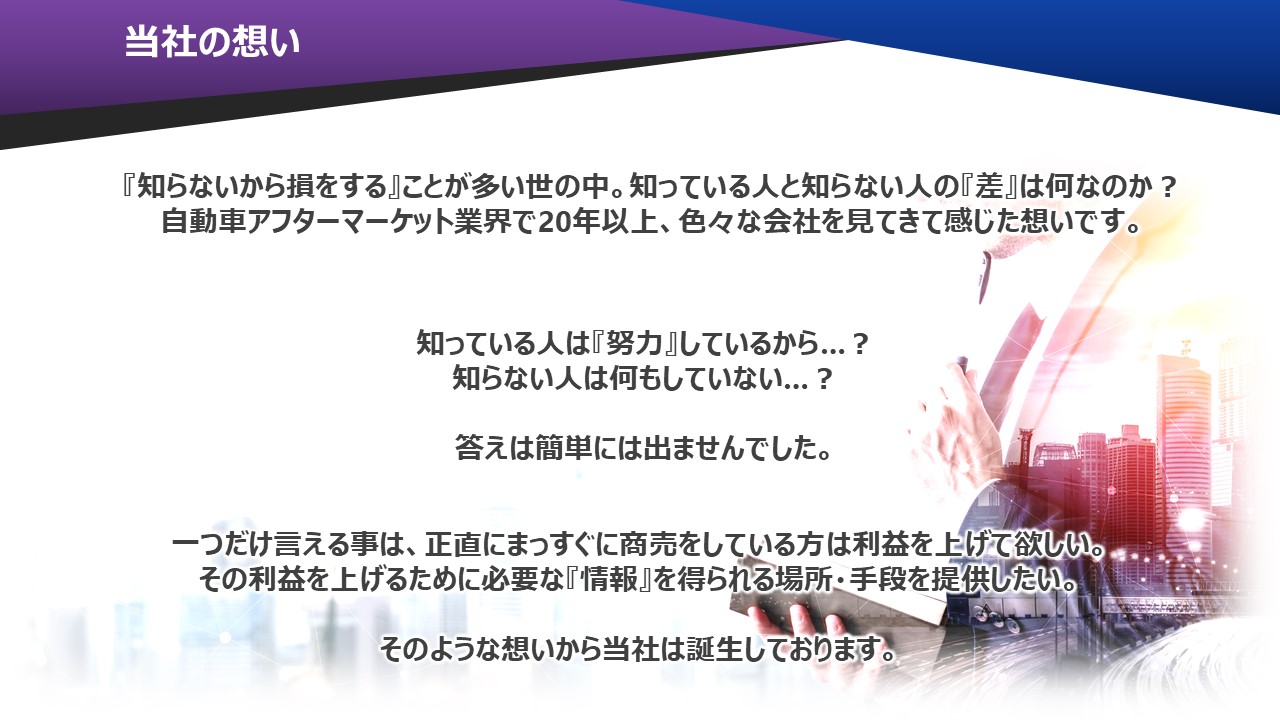 当社の想い
『知らないから損をする』ことが多い世の中。知っている人と知らない人の『差』は何なのか？
自動車アフターマーケット業界で20年以上、色々な会社を見てきて感じた想いです。
知っている人は『努力』しているから…？
知らない人は何もしていない…？
答えは簡単には出ませんでした。
一つだけ言える事は、正直にまっすぐに商売をしている方は利益を上げて欲しい。
その利益を上げるために必要な『情報』を得られる場所・手段を提供したい。
そのような想いから当社は誕生しております。